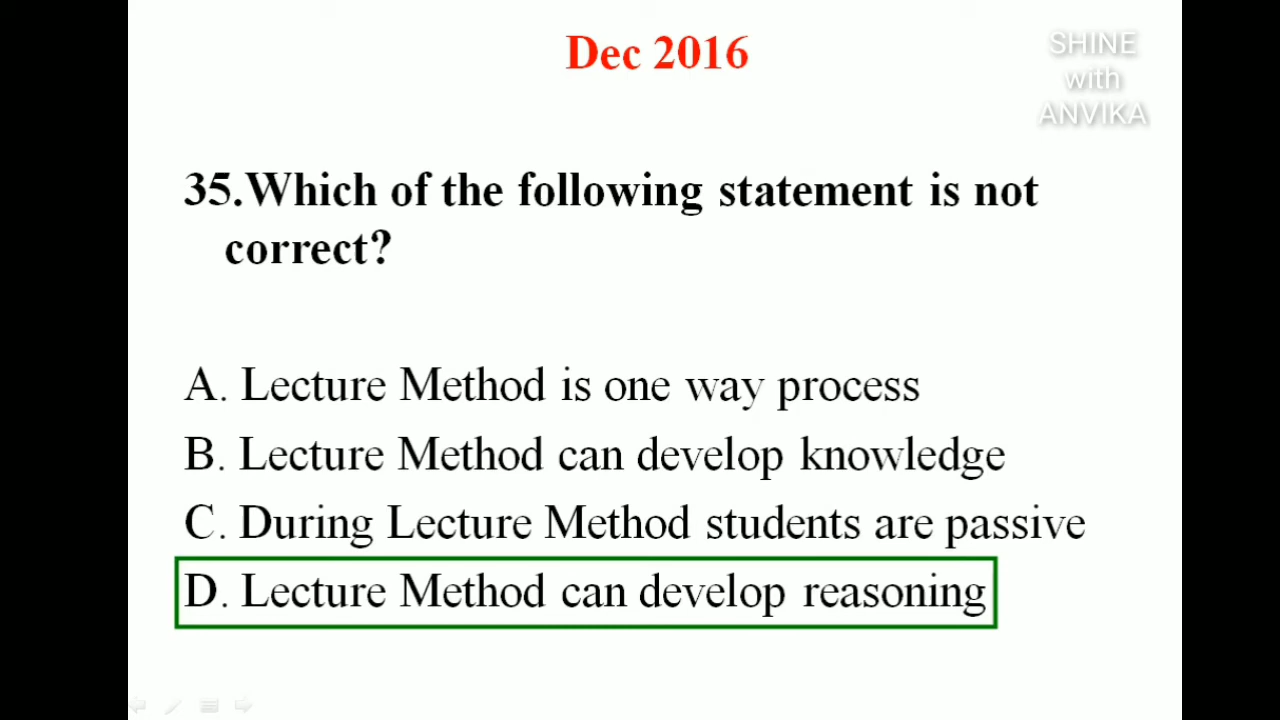 Dec 2016
SHINE
with
ANVIKA
35.Which of the following statement is not
correct?
A. Lecture Method is one way process
B. Lecture Method can develop knowledge
C. During Lecture Method students are passive
D. Lecture Method can develop reasoning